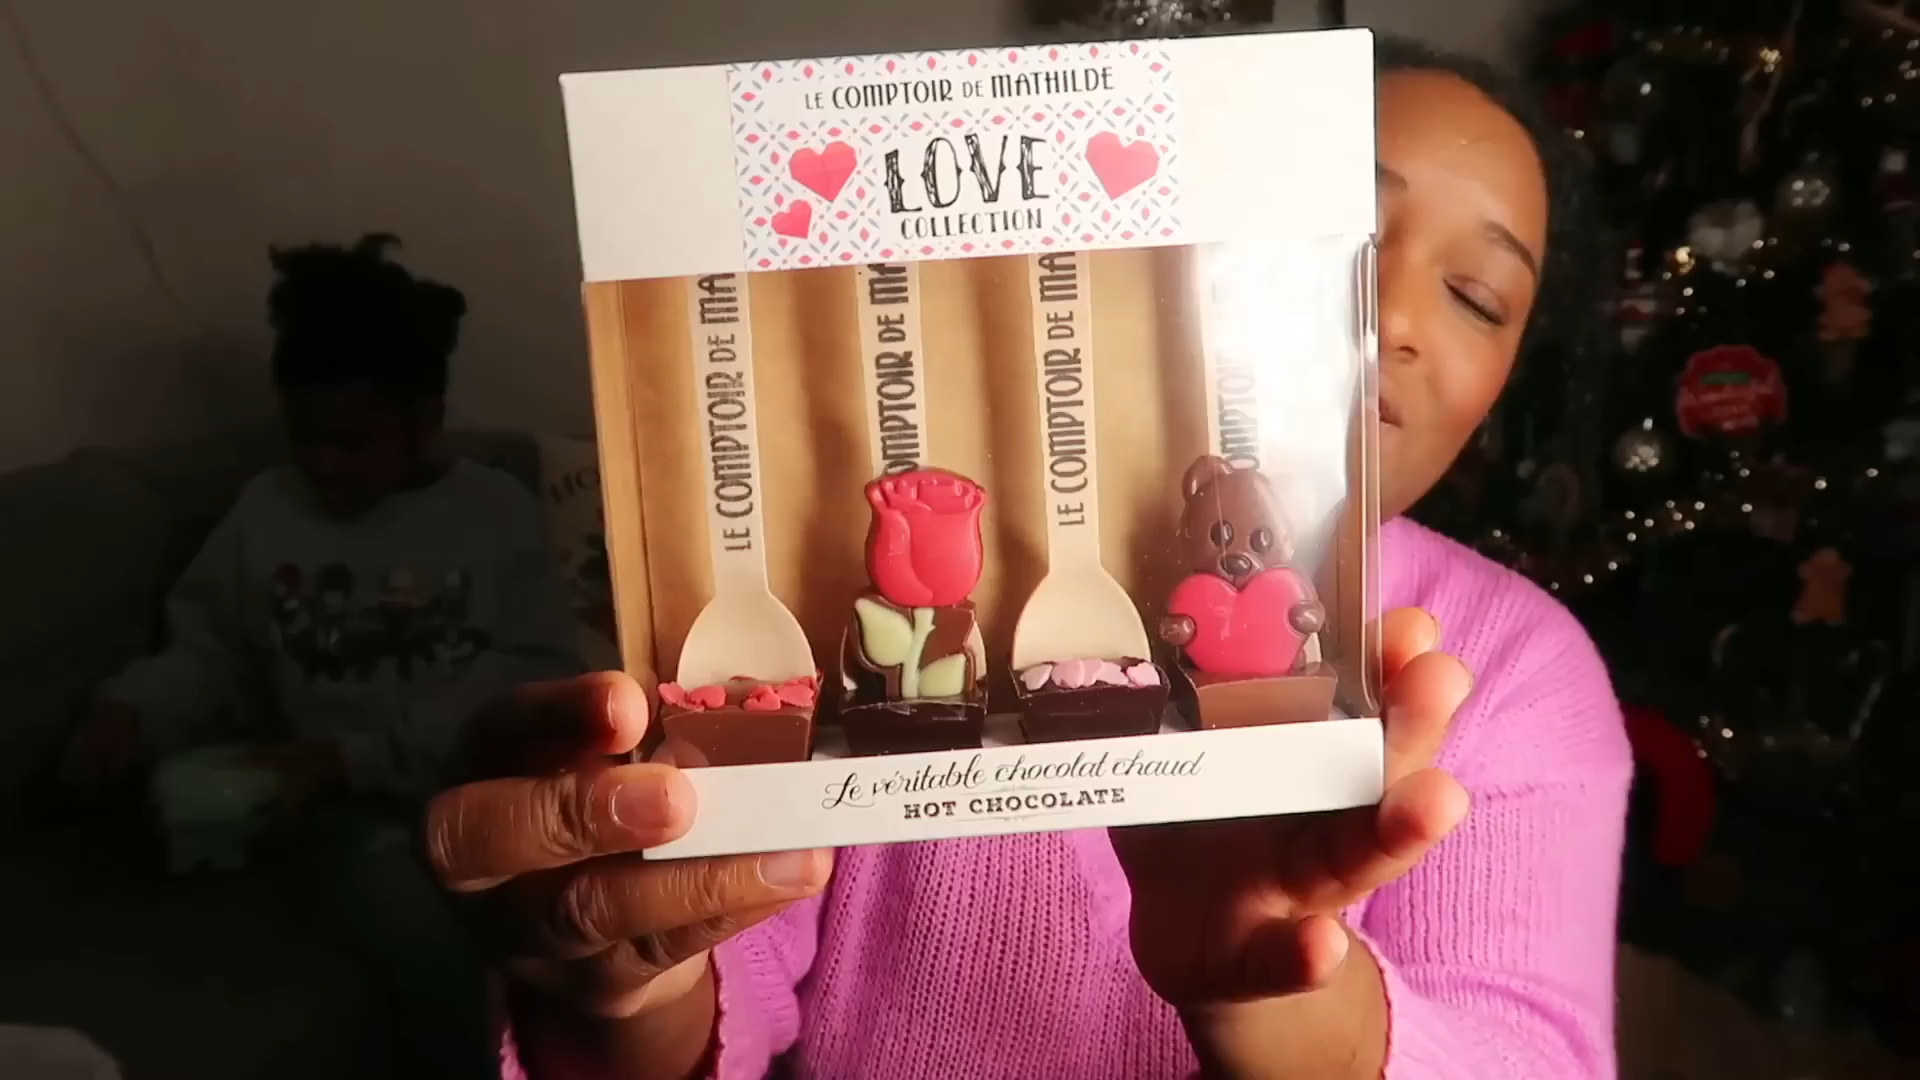 LE COMPTOIR DE MATHILDE
LOVE
COLLECTION
LE COMPTOIR DE MA
COMPTOIR DE MA
LE COMPTOIR DE MA
COMPTOIR
Le véritable chocolat chaud
HOT CHOCOLATE